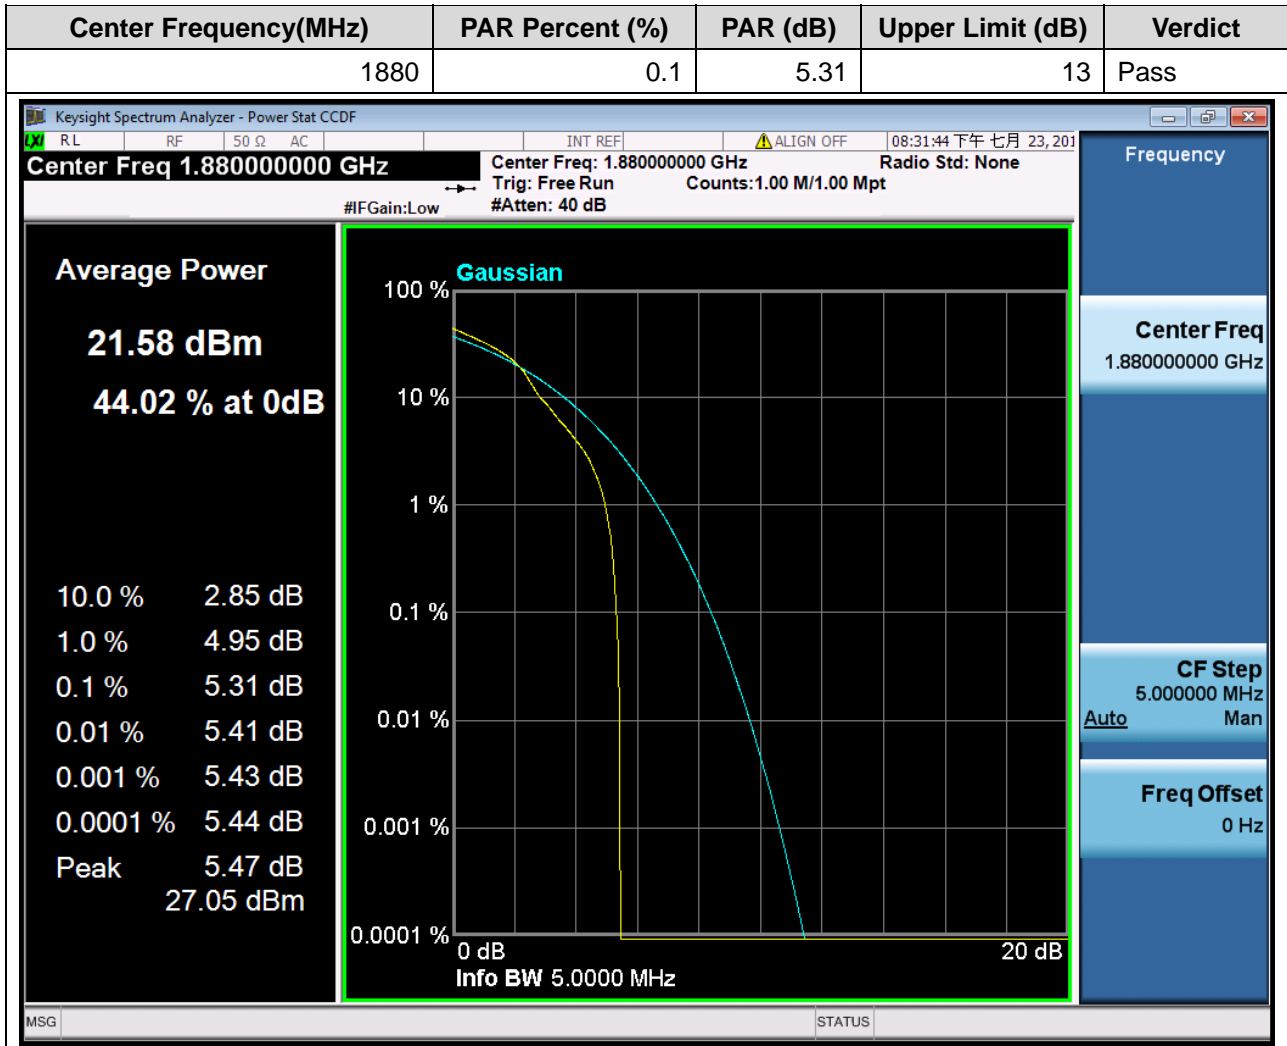 Center Frequency(MHz) PAR Percent (%) PAR (dB) Upper Limit (dB) Verdict
1880 0.1 5.31 13 Pass
Keysight Spectrum Analyzer - Power Stat CCDF
LXI RL RF 50 Ω AC INT REF ALIGN OFF 08:31:44 下午 七月 23, 201
Center Freq 1.880000000 GHz
Center Freq: 1.880000000 GHz Radio Std: None
Trig: Free Run Counts:1.00 M/1.00 Mpt
#IFGain:Low #Atten: 40 dB
Average Power
21.58 dBm
44.02 % at 0dB
10.0 % 2.85 dB
1.0 % 4.95 dB
0.1 % 5.31 dB
0.01 % 5.41 dB
0.001 % 5.43 dB
0.0001 % 5.44 dB
Peak 5.47 dB
27.05 dBm
Gaussian
100 %
10 %
1 %
0.1 %
0.01 %
0.001 %
0.0001 %
0 dB 20 dB
Info BW 5.0000 MHz
Frequency
Center Freq
1.880000000 GHz
CF Step
5.000000 MHz
Auto Man
Freq Offset
0 Hz
MSG STATUS